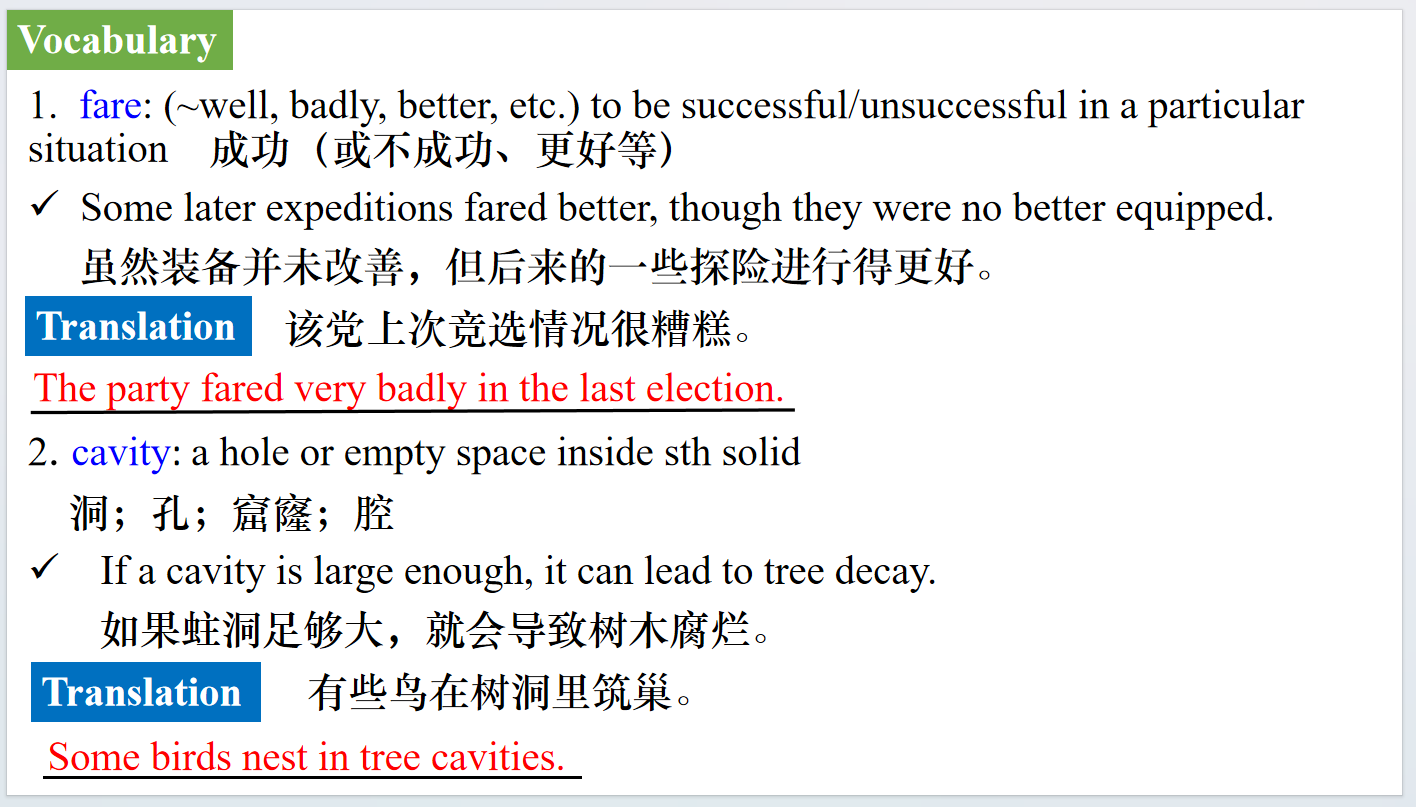 Vocabulary
1. fare: (~well, badly, better, etc.) to be successful/unsuccessful in a particular
situation 成功（或不成功、更好等）
✓ Some later expeditions fared better, though they were no better equipped.
虽然装备并未改善，但后来的一些探险进行得更好。
Translation 该党上次竞选情况很糟糕。
The party fared very badly in the last election.
2. cavity: a hole or empty space inside sth solid
洞；孔；窟窿；腔
✓ If a cavity is large enough, it can lead to tree decay.
如果蛀洞足够大，就会导致树木腐烂。
Translation 有些鸟在树洞里筑巢。
Some birds nest in tree cavities.